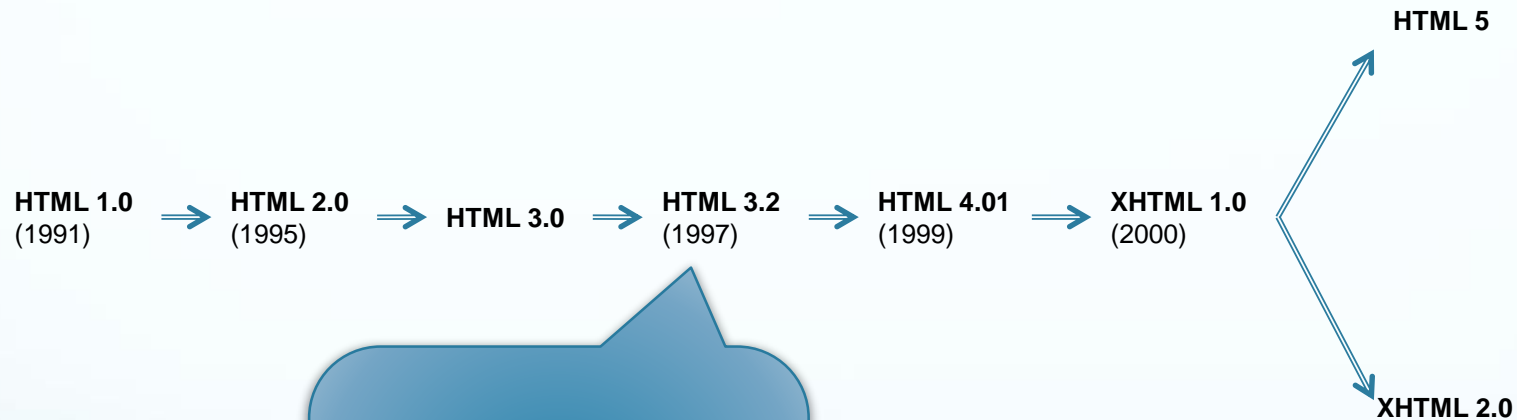 HTML 5
HTML 1.0
(1991)
HTML 2.0
(1995)
HTML 3.0
HTML 3.2
(1997)
HTML 4.01
(1999)
XHTML 1.0
(2000)
XHTML 2.0